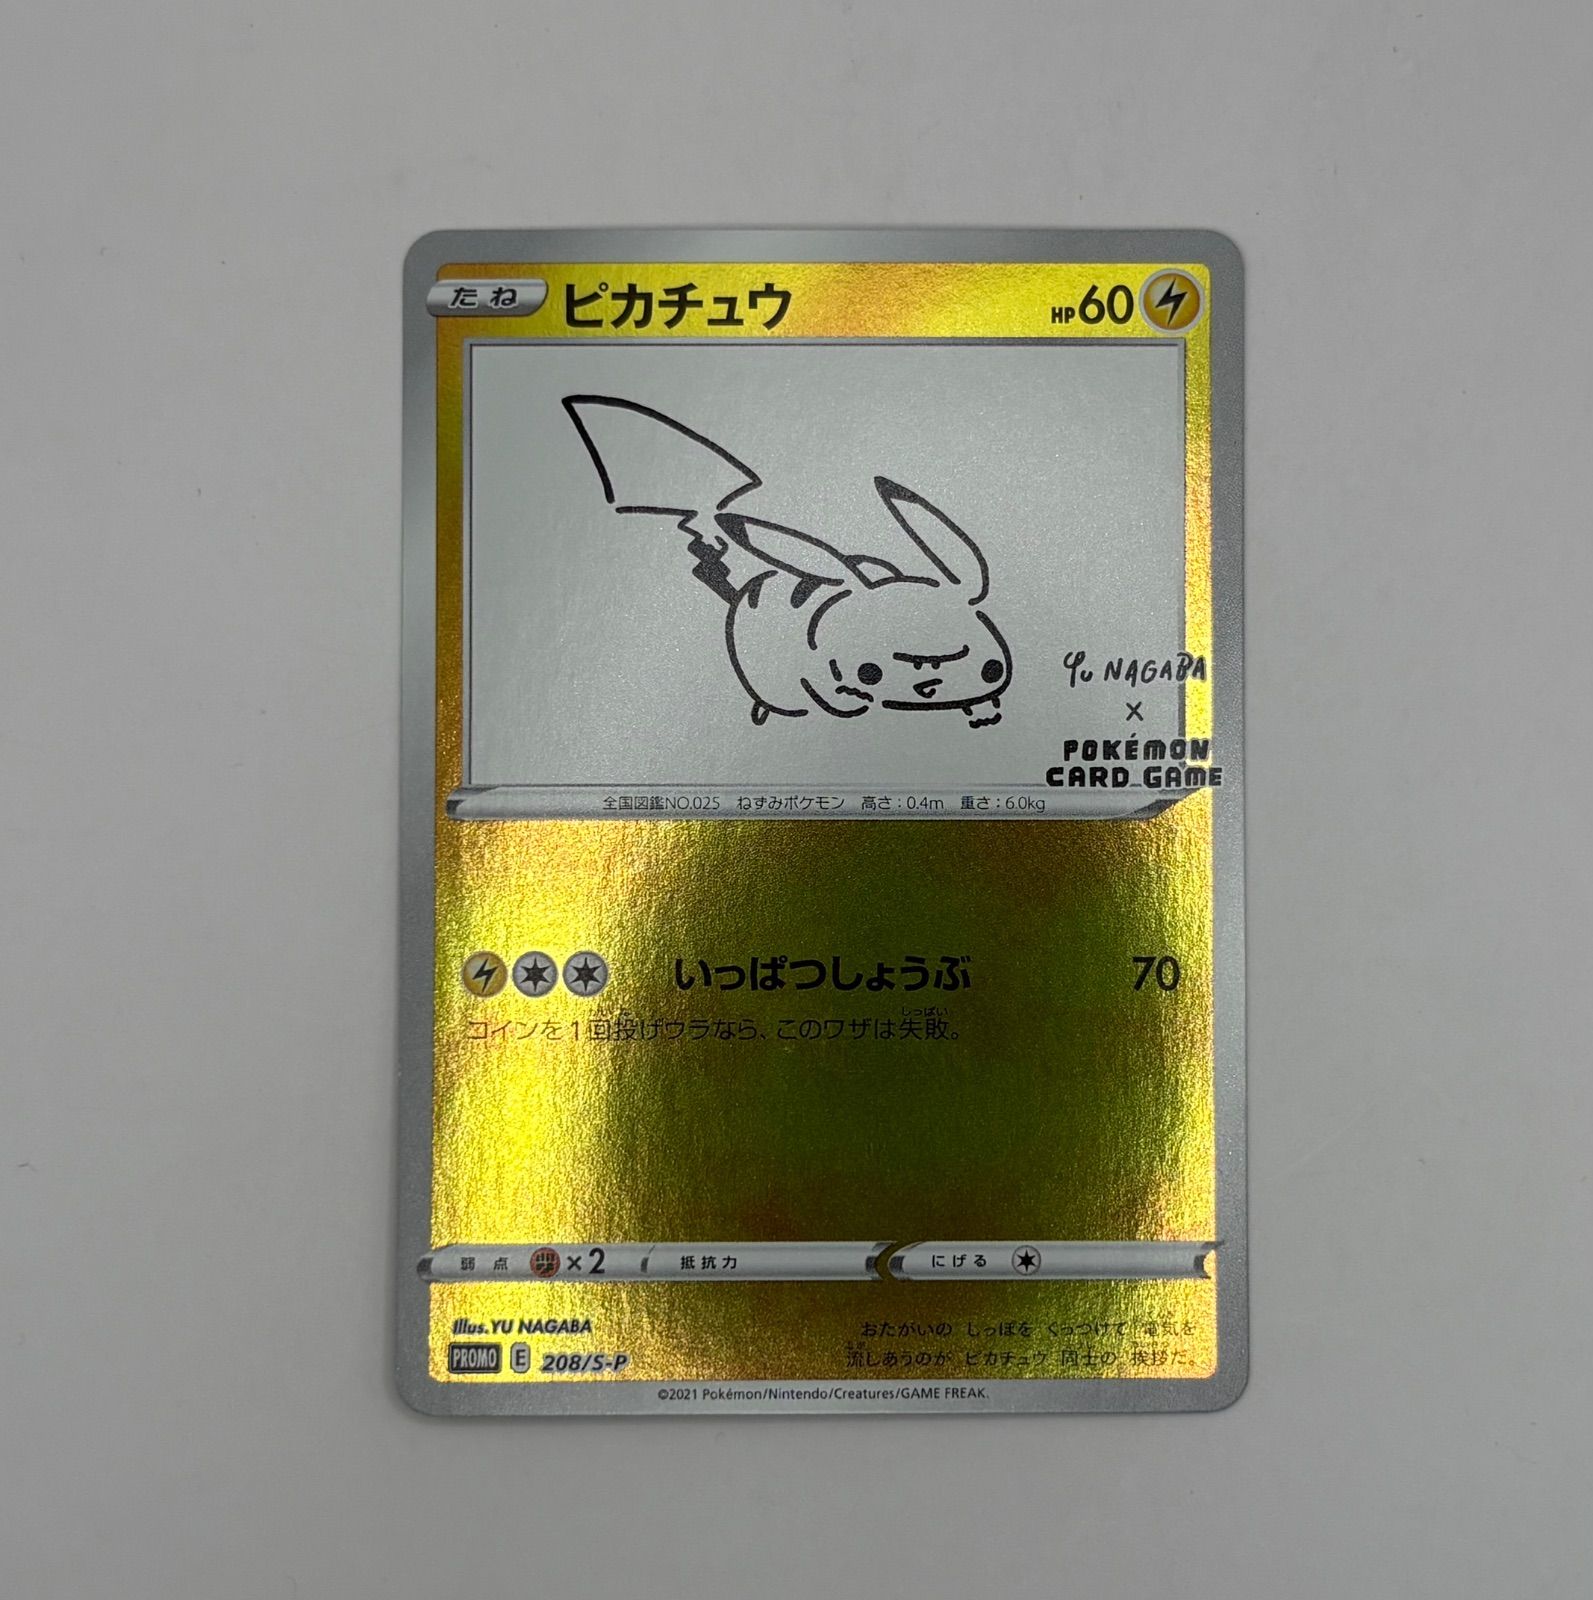 たね ピカチュウ HP60
Yu NAGABA
×
POKÉMON
CARD GAME
全国図鑑NO.025 ねずみポケモン 高さ:0.4m 重さ:6.0kg
いっぱつしょうぶ 70
コインを1回投げウラなら、このワザは失敗。
弱点 ×2 抵抗力 にげる
Illus.YU NAGABA
PROMO E 208/S-P
おたがいの しっぽを くっつけて 電気を
流しあうのが ピカチュウ 同士の 挨拶だ。
©2021 Pokémon/Nintendo/Creatures/GAME FREAK.